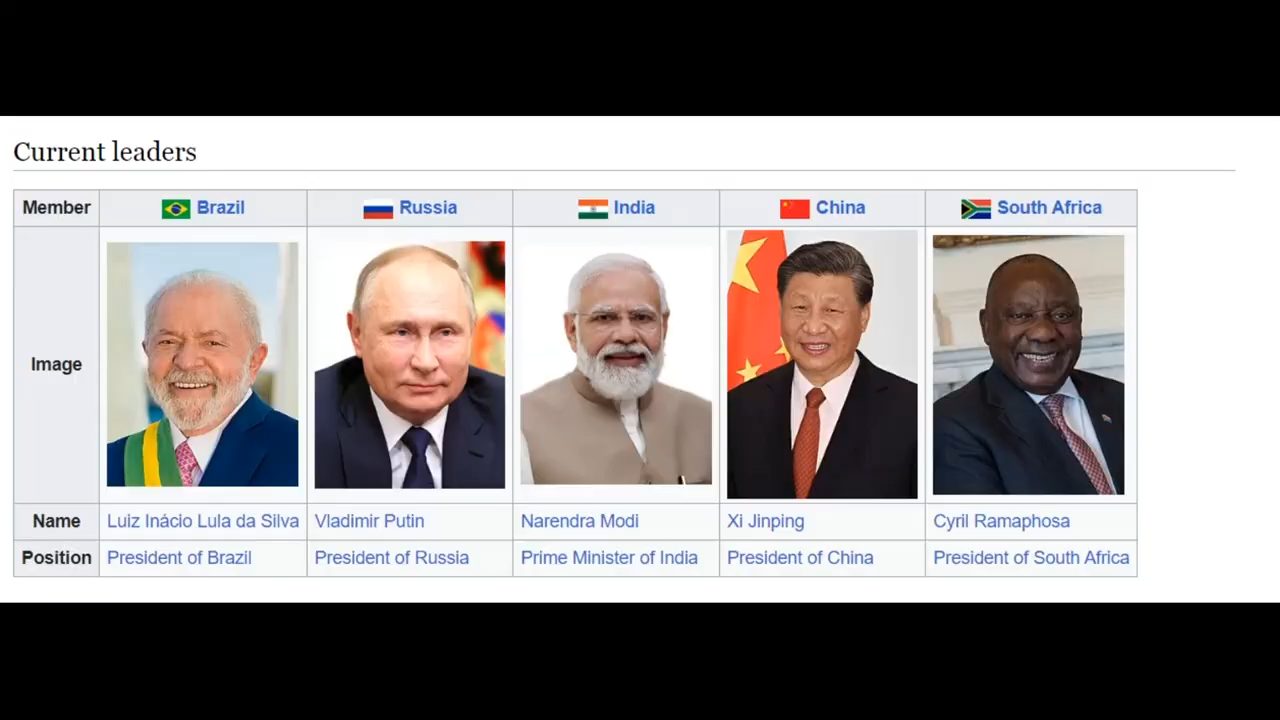 Current leaders
Member Brazil Russia India China South Africa
Image
Name Luiz Inácio Lula da Silva Vladimir Putin Narendra Modi Xi Jinping Cyril Ramaphosa
Position President of Brazil President of Russia Prime Minister of India President of China President of South Africa